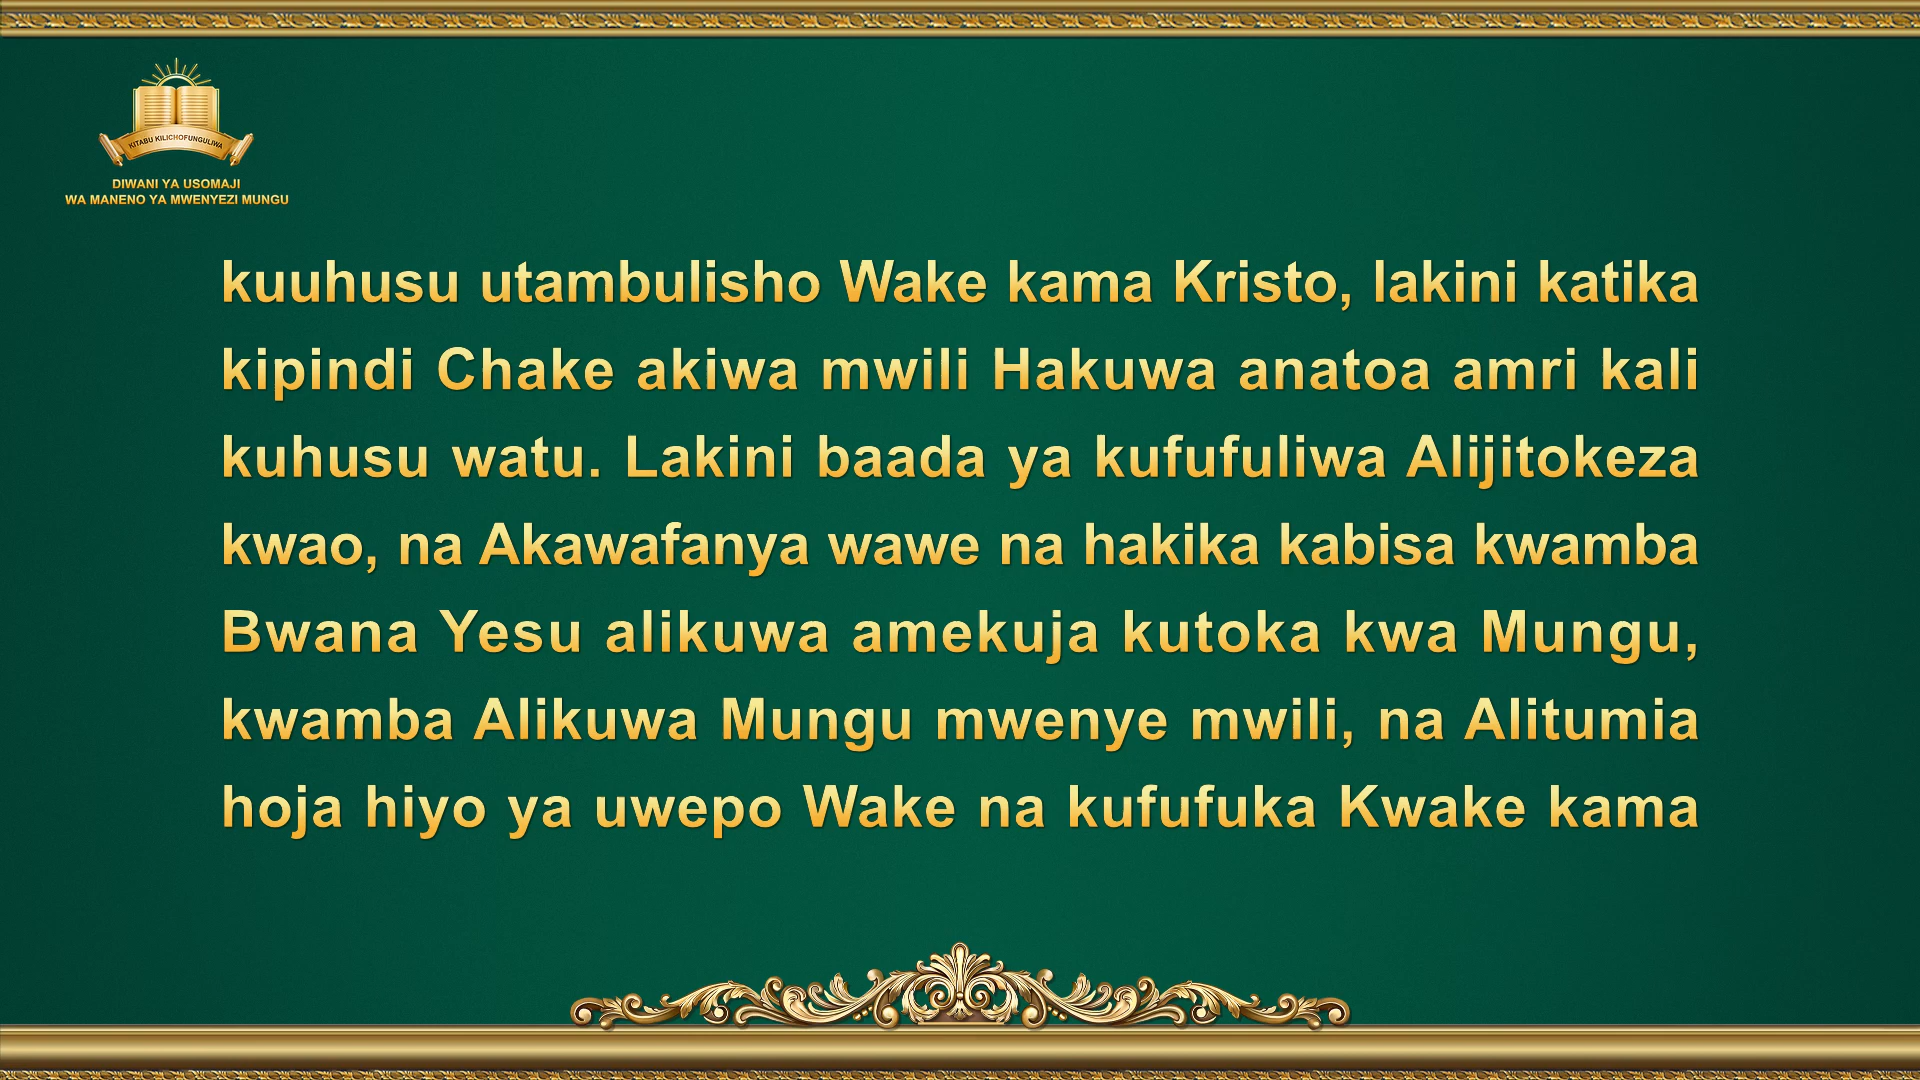 KITABU KILICHOFUNGULIWA
DIWANI YA USOMAJI
WA MANENO YA MWENYEZI MUNGU
kuuhusu utambulisho Wake kama Kristo, lakini katika
kipindi Chake akiwa mwili Hakuwa anatoa amri kali
kuhusu watu. Lakini baada ya kufufuliwa Alijitokeza
kwao, na Akawafanya wawe na hakika kabisa kwamba
Bwana Yesu alikuwa amekuja kutoka kwa Mungu,
kwamba Alikuwa Mungu mwenye mwili, na Alitumia
hoja hiyo ya uwepo Wake na kufufuka Kwake kama